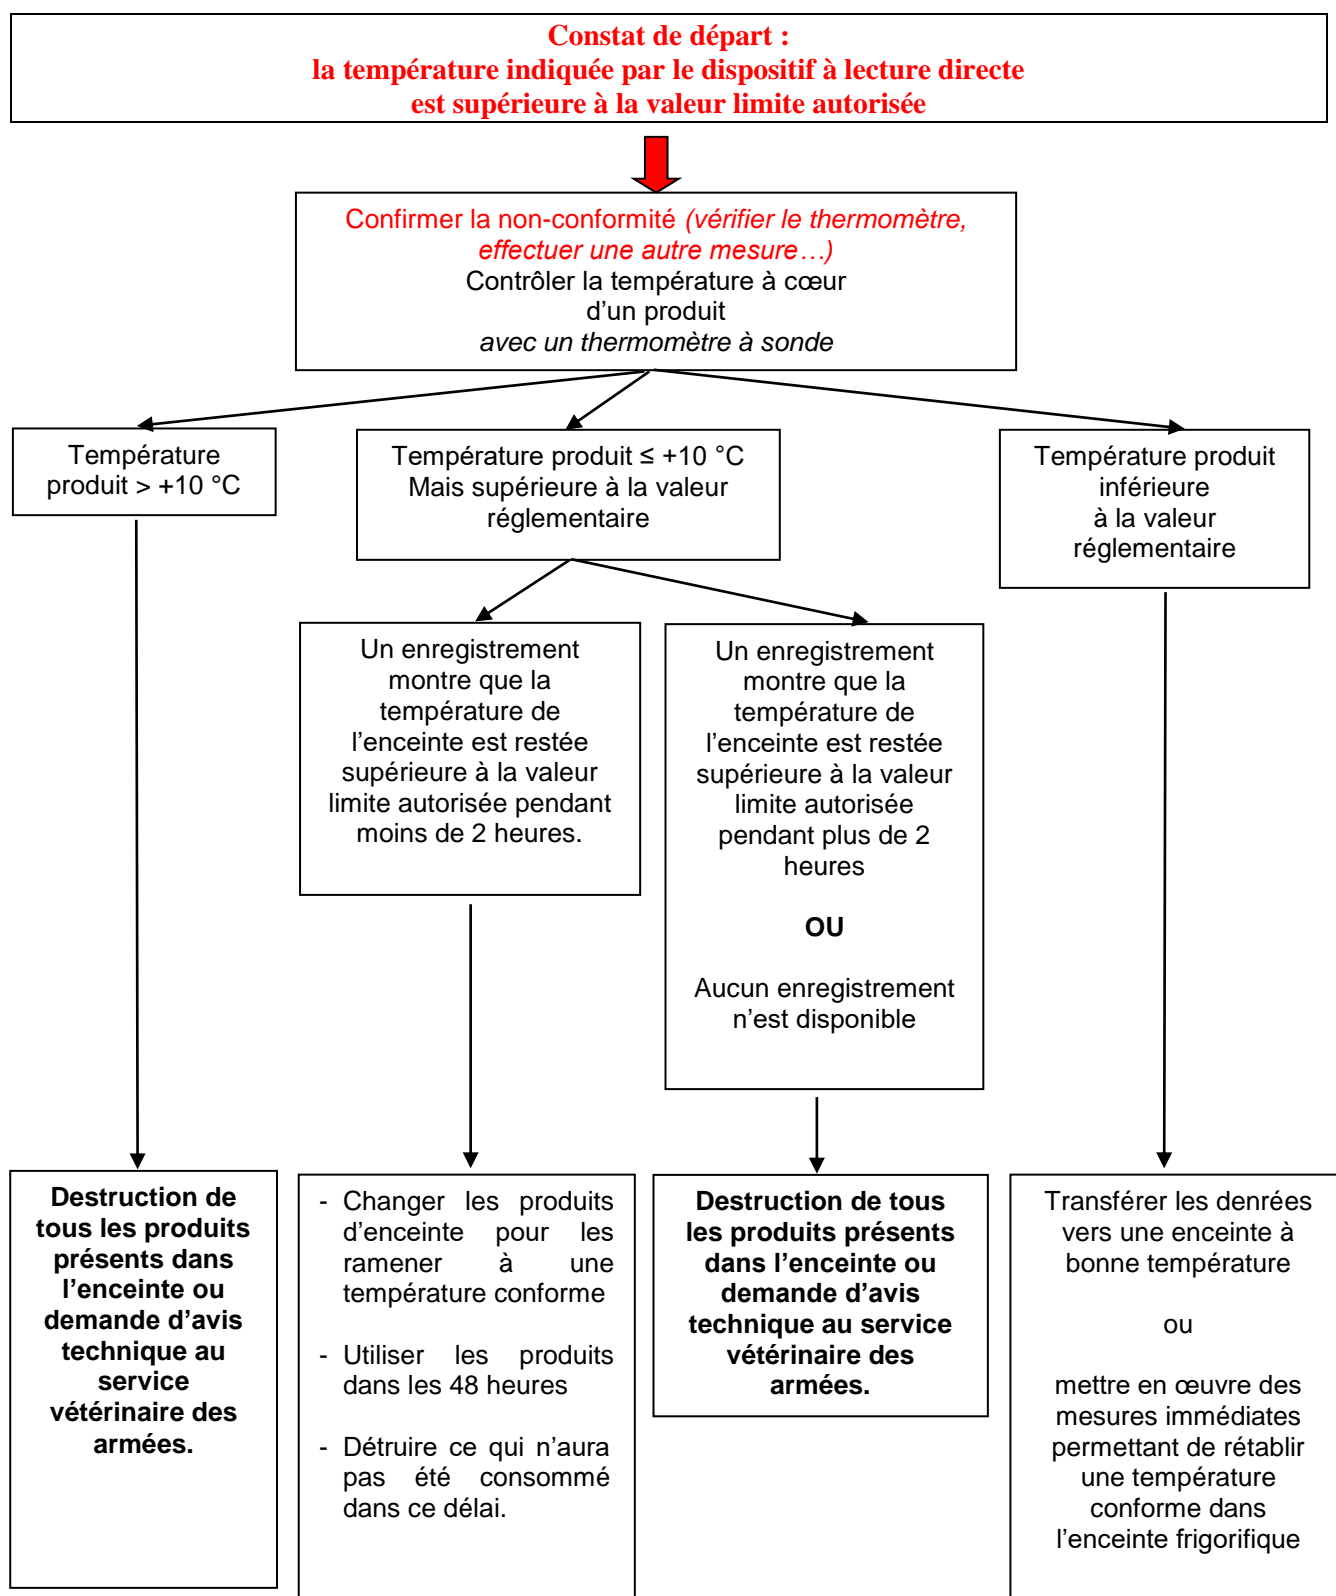 Constat de départ :
la température indiquée par le dispositif à lecture directe
est supérieure à la valeur limite autorisée
Confirmer la non-conformité (vérifier le thermomètre,
effectuer une autre mesure…)
Contrôler la température à cœur
d’un produit
avec un thermomètre à sonde
Température
produit > +10 °C
Température produit ≤ +10 °C
Mais supérieure à la valeur
réglementaire
Température produit
inférieure
à la valeur
réglementaire
Un enregistrement
montre que la
température de
l’enceinte est restée
supérieure à la valeur
limite autorisée pendant
moins de 2 heures.
Un enregistrement
montre que la
température de
l’enceinte est restée
supérieure à la valeur
limite autorisée
pendant plus de 2
heures
OU
Aucun enregistrement
n’est disponible
Destruction de
tous les produits
présents dans
l’enceinte ou
demande d’avis
technique au
service
vétérinaire des
armées.
- Changer les produits
d’enceinte pour les
ramener à une
température conforme
- Utiliser les produits
dans les 48 heures
- Détruire ce qui n’aura
pas été consommé
dans ce délai.
Destruction de tous
les produits présents
dans l’enceinte ou
demande d’avis
technique au service
vétérinaire des
armées.
Transférer les denrées
vers une enceinte à
bonne température
ou
mettre en œuvre des
mesures immédiates
permettant de rétablir
une température
conforme dans
l’enceinte frigorifique